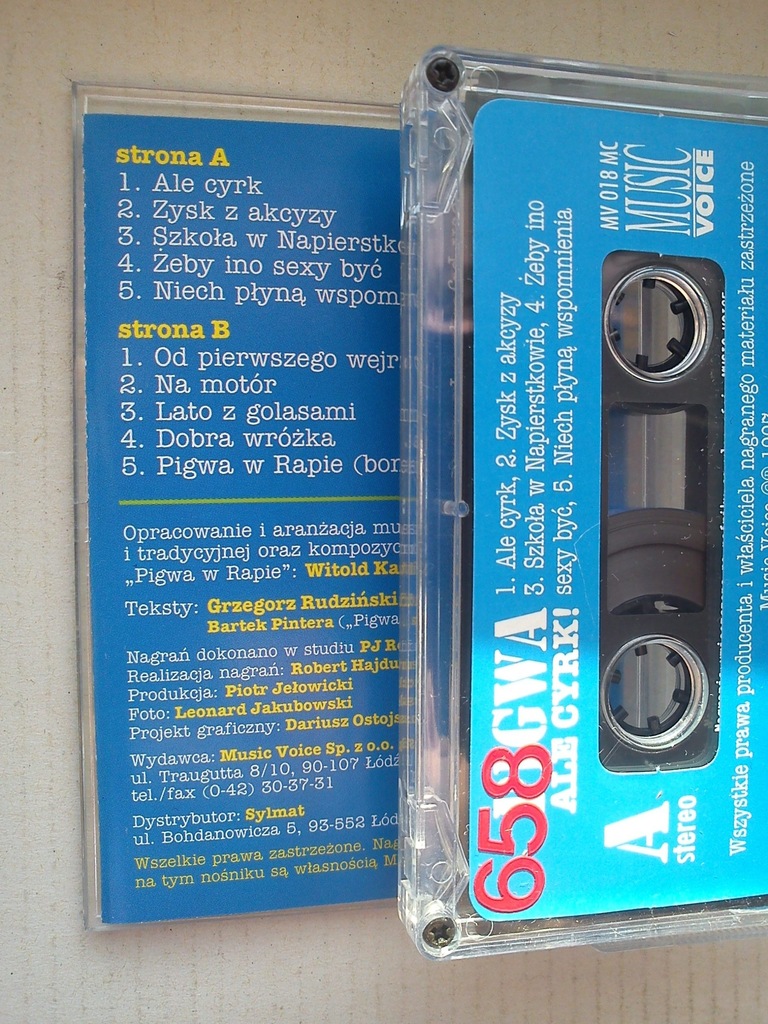 strona A
1. Ale cyrk
2. Zysk z akcyzy
3. Szkoła w Napierstko
4. Żeby ino sexy być
5. Niech płyną wspom
strona B
1. Od pierwszego wejr
2. Na motór
3. Lato z golasami
4. Dobra wróżka
5. Pigwa w Rapie (bon
Opracowanie i aranżacja mu
i tradycyjnej oraz kompozyc
„Pigwa w Rapie”: Witold Ka
Teksty: Grzegorz Rudziński
Bartek Pintera („Pigwa
Nagrań dokonano w studiu PJ R
Realizacja nagrań: Robert Hajdu
Produkcja: Piotr Jełowicki
Foto: Leonard Jakubowski
Projekt graficzny: Dariusz Ostojs
Wydawca: Music Voice Sp. z o.o.
ul. Traugutta 8/10, 90-107 Łódź
tel./fax (0-42) 30-37-31
Dystrybutor: Sylmat
ul. Bohdanowicza 5, 93-552 Łód
Wszelkie prawa zastrzeżone. Nag
na tym nośniku są własnością M
658
GWA
ALE CYRK!
1. Ale cyrk, 2. Zysk z akcyzy
3. Szkoła w Napierstkowie, 4. Żeby ino
sexy być, 5. Niech płyną wspomnienia
MV 018 MC
MUSIC
VOICE
A
stereo
Wszystkie prawa producenta i właściciela nagranego materiału zastrzeżone
Music Voice ©℗ 1997